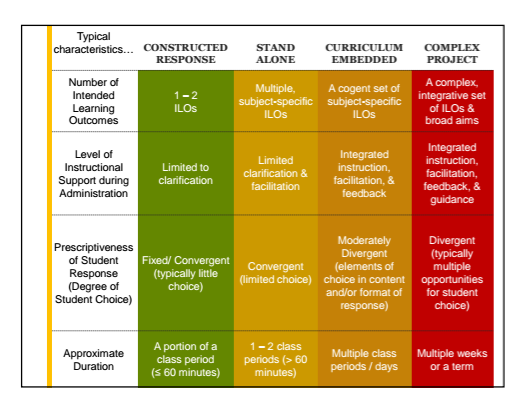 Typical
characteristics…
CONSTRUCTED
RESPONSE
STAND
ALONE
CURRICULUM
EMBEDDED
COMPLEX
PROJECT
Number of
Intended
Learning
Outcomes
1 – 2
ILOs
Multiple,
subject-specific
ILOs
A cogent set of
subject-specific
ILOs
A complex,
integrative set
of ILOs &
broad aims
Level of
Instructional
Support during
Administration
Limited to
clarification
Limited
clarification &
facilitation
Integrated
instruction,
facilitation, &
feedback
Integrated
instruction,
facilitation,
feedback, &
guidance
Prescriptiveness
of Student
Response
(Degree of
Student Choice)
Fixed/ Convergent
(typically little
choice)
Convergent
(limited choice)
Moderately
Divergent
(elements of
choice in content
and/or format of
response)
Divergent
(typically
multiple
opportunities
for student
choice)
Approximate
Duration
A portion of a
class period
(≤ 60 minutes)
1 – 2 class
periods (> 60
minutes)
Multiple class
periods / days
Multiple weeks
or a term